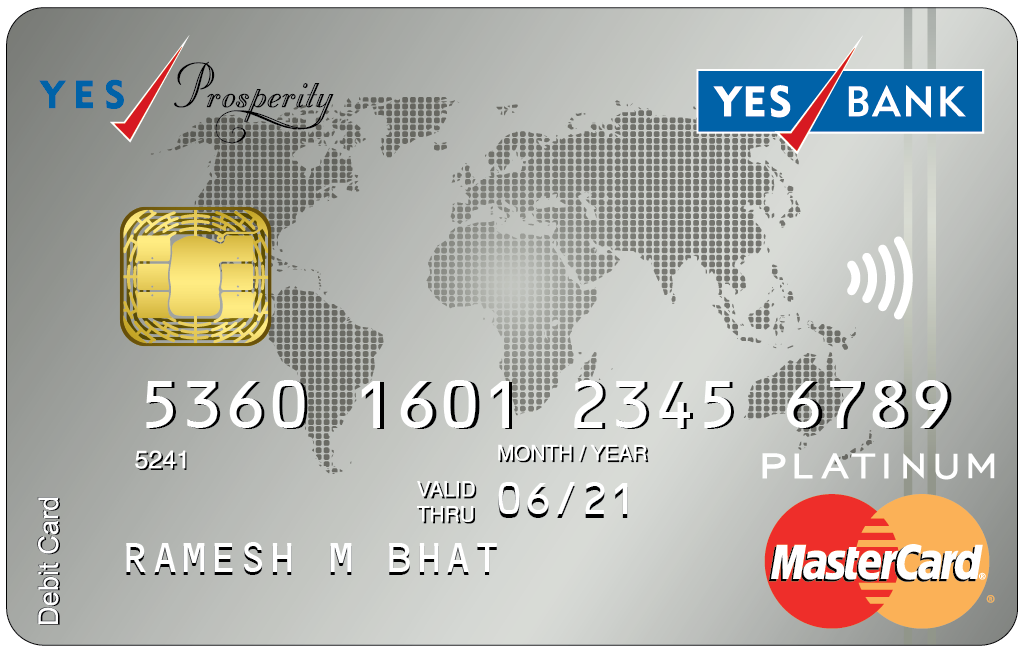 YES Prosperity
YES BANK
5360 1601 2345 6789
5241
MONTH / YEAR
PLATINUM
VALID
THRU
06/21
RAMESH M BHAT
Debit Card
MasterCard®
®